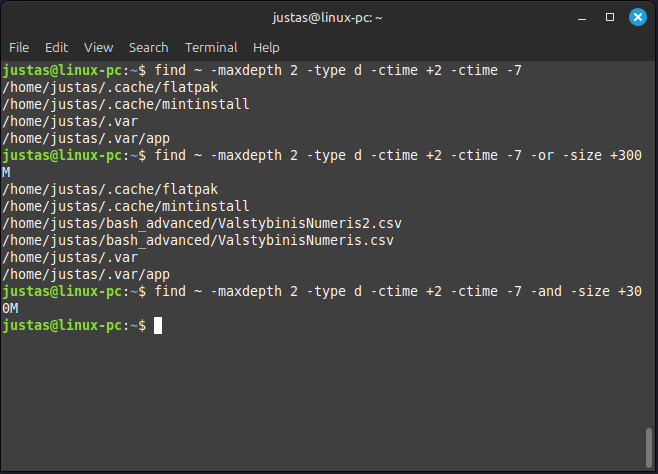 justas@linux-pc: ~
File Edit View Search Terminal Help
justas@linux-pc:~$ find ~ -maxdepth 2 -type d -ctime +2 -ctime -7
/home/justas/.cache/flatpak
/home/justas/.cache/mintinstall
/home/justas/.var
/home/justas/.var/app
justas@linux-pc:~$ find ~ -maxdepth 2 -type d -ctime +2 -ctime -7 -or -size +300
M
/home/justas/.cache/flatpak
/home/justas/.cache/mintinstall
/home/justas/bash_advanced/ValstybinisNumeris2.csv
/home/justas/bash_advanced/ValstybinisNumeris.csv
/home/justas/.var
/home/justas/.var/app
justas@linux-pc:~$ find ~ -maxdepth 2 -type d -ctime +2 -ctime -7 -and -size +30
0M
justas@linux-pc:~$